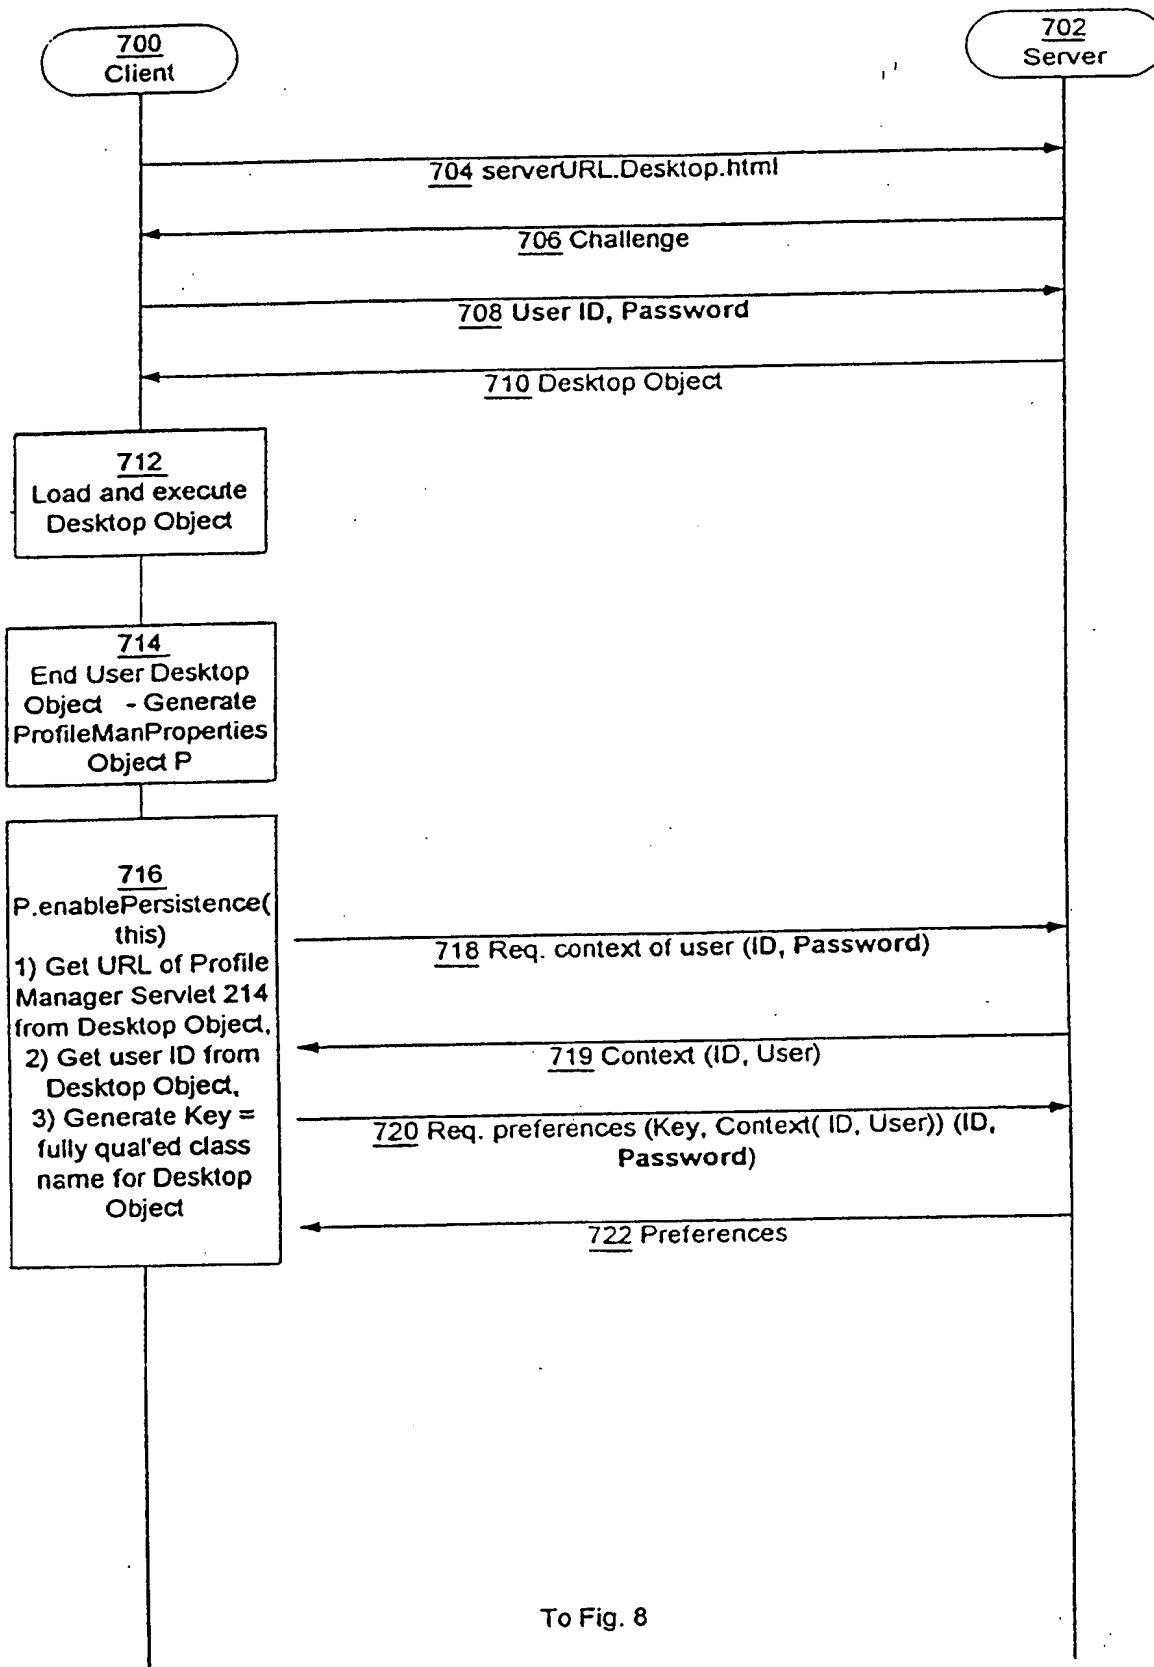 700
Client
702
Server
704 serverURL.Desktop.html
706 Challenge
708 User ID, Password
710 Desktop Object
712
Load and execute
Desktop Object
714
End User Desktop
Object - Generate
ProfileManProperties
Object P
716
P.enablePersistence(
this)
1) Get URL of Profile
Manager Servlet 214
from Desktop Object,
2) Get user ID from
Desktop Object,
3) Generate Key =
fully qual'ed class
name for Desktop
Object
718 Req. context of user (ID, Password)
719 Context (ID, User)
720 Req. preferences (Key, Context( ID, User)) (ID,
Password)
722 Preferences
To Fig. 8